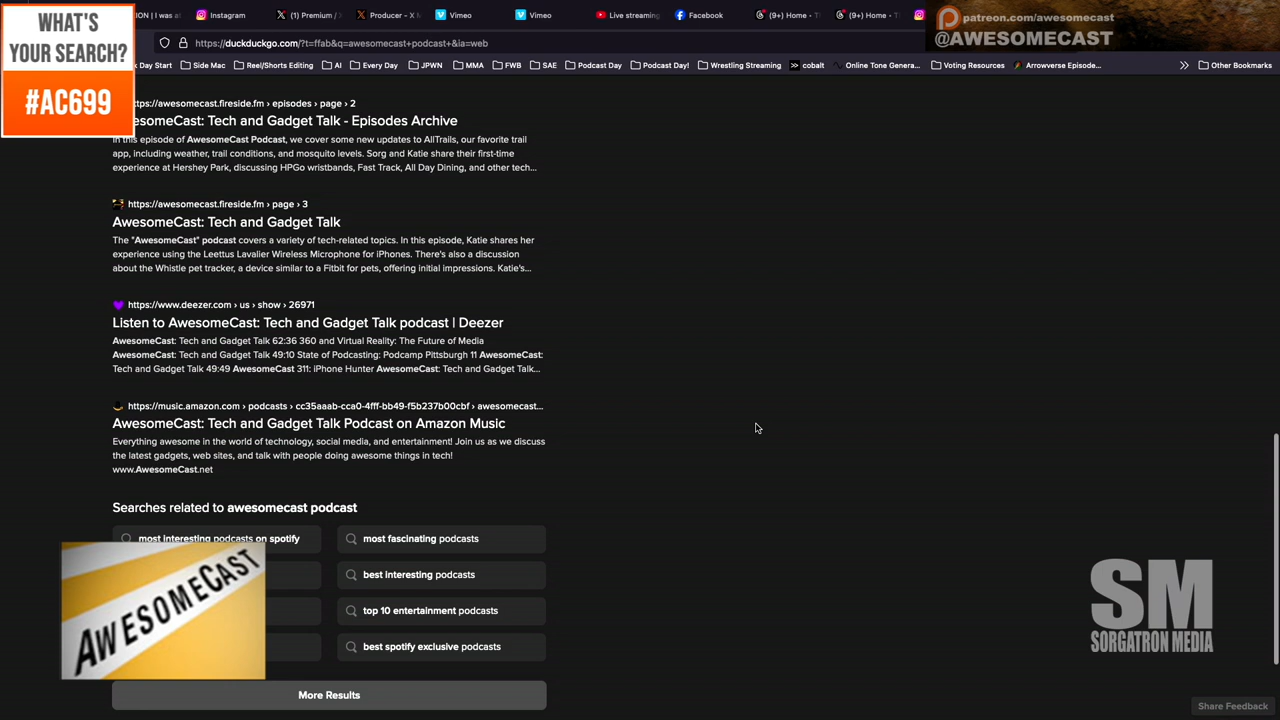 WHAT'S
YOUR SEARCH?
#AC699
ION | I was at
Instagram
(1) Premium / X
Producer - X M
Vimeo
Vimeo
Live streaming
Facebook
(9+) Home - T
(9+) Home - T
patreon.com/awesomecast
@AWESOMECAST
https://duckduckgo.com/?t=ffab&q=awesomecast+podcast+&ia=web
Day Start
Side Mac
Reel/Shorts Editing
AI
Every Day
JPWN
MMA
FWB
SAE
Podcast Day
Podcast Day!
Wrestling Streaming
cobalt
Online Tone Genera...
Voting Resources
Arrowverse Episode...
Other Bookmarks
ttps://awesomecast.fireside.fm › episodes › page › 2
esomeCast: Tech and Gadget Talk - Episodes Archive
In this episode of AwesomeCast Podcast, we cover some new updates to AllTrails, our favorite trail
app, including weather, trail conditions, and mosquito levels. Sorg and Katie share their first-time
experience at Hershey Park, discussing HPGo wristbands, Fast Track, All Day Dining, and other tech...
https://awesomecast.fireside.fm › page › 3
AwesomeCast: Tech and Gadget Talk
The "AwesomeCast" podcast covers a variety of tech-related topics. In this episode, Katie shares her
experience using the Leettus Lavalier Wireless Microphone for iPhones. There's also a discussion
about the Whistle pet tracker, a device similar to a Fitbit for pets, offering initial impressions. Katie's...
https://www.deezer.com › us › show › 26971
Listen to AwesomeCast: Tech and Gadget Talk podcast | Deezer
AwesomeCast: Tech and Gadget Talk 62:36 360 and Virtual Reality: The Future of Media
AwesomeCast: Tech and Gadget Talk 49:10 State of Podcasting: Podcamp Pittsburgh 11 AwesomeCast:
Tech and Gadget Talk 49:49 AwesomeCast 311: iPhone Hunter AwesomeCast: Tech and Gadget Talk...
https://music.amazon.com › podcasts › cc35aaab-cca0-4fff-bb49-f5b237b00cbf › awesomecast...
AwesomeCast: Tech and Gadget Talk Podcast on Amazon Music
Everything awesome in the world of technology, social media, and entertainment! Join us as we discuss
the latest gadgets, web sites, and talk with people doing awesome things in tech!
www.AwesomeCast.net
Searches related to awesomecast podcast
most interesting podcasts on spotify
most fascinating podcasts
best interesting podcasts
top 10 entertainment podcasts
best spotify exclusive podcasts
AWESOMECAST
More Results
SM
SORGATRON MEDIA
Share Feedback